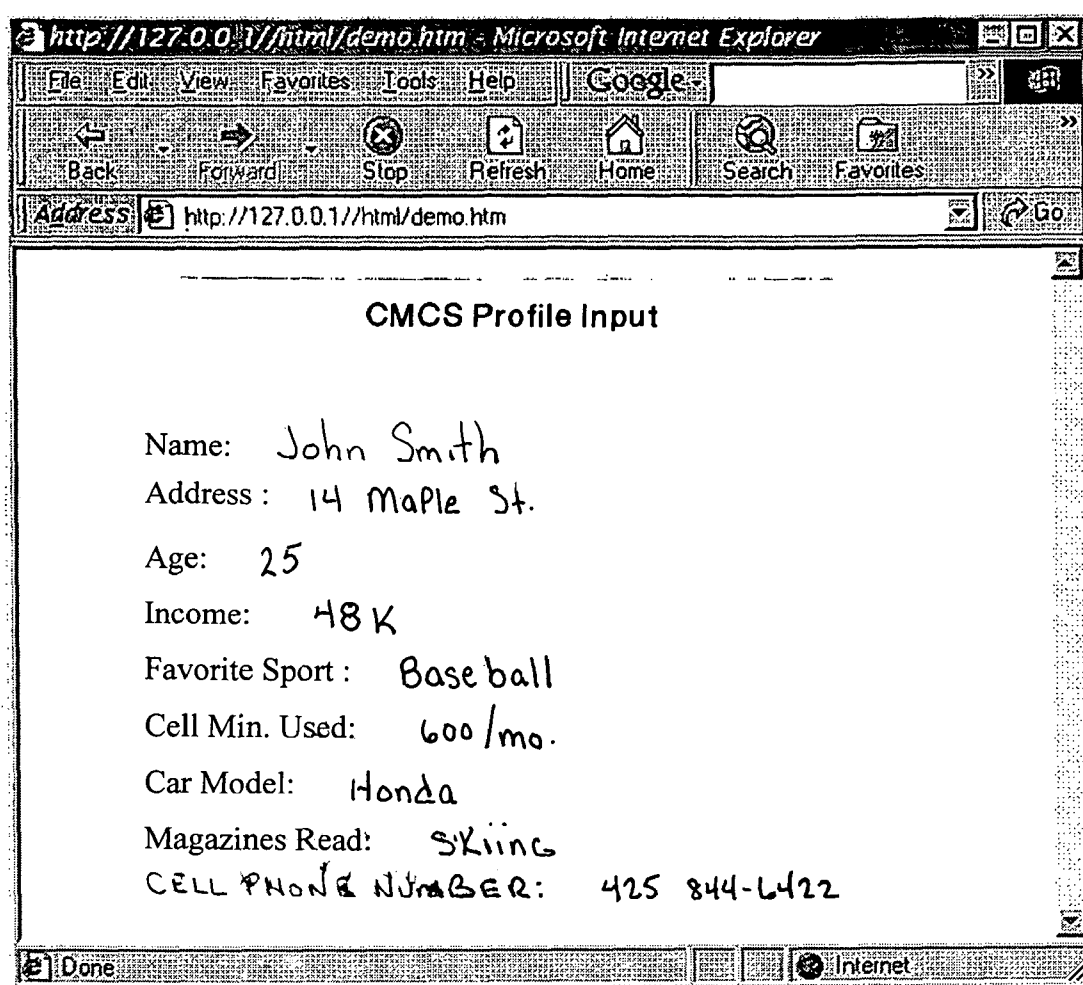 http://127.0.0.1//html/demo.htm - Microsoft Internet Explorer
File Edit View Favorites Tools Help Google
Back Forward Stop Refresh Home Search Favorites
Address http://127.0.0.1//html/demo.htm Go
CMCS Profile Input
Name: John Smith
Address : 14 Maple St.
Age: 25
Income: 48K
Favorite Sport : Baseball
Cell Min. Used: 600/mo.
Car Model: Honda
Magazines Read: Skiing
CELL PHONE NUMBER: 425 844-6422
Done Internet